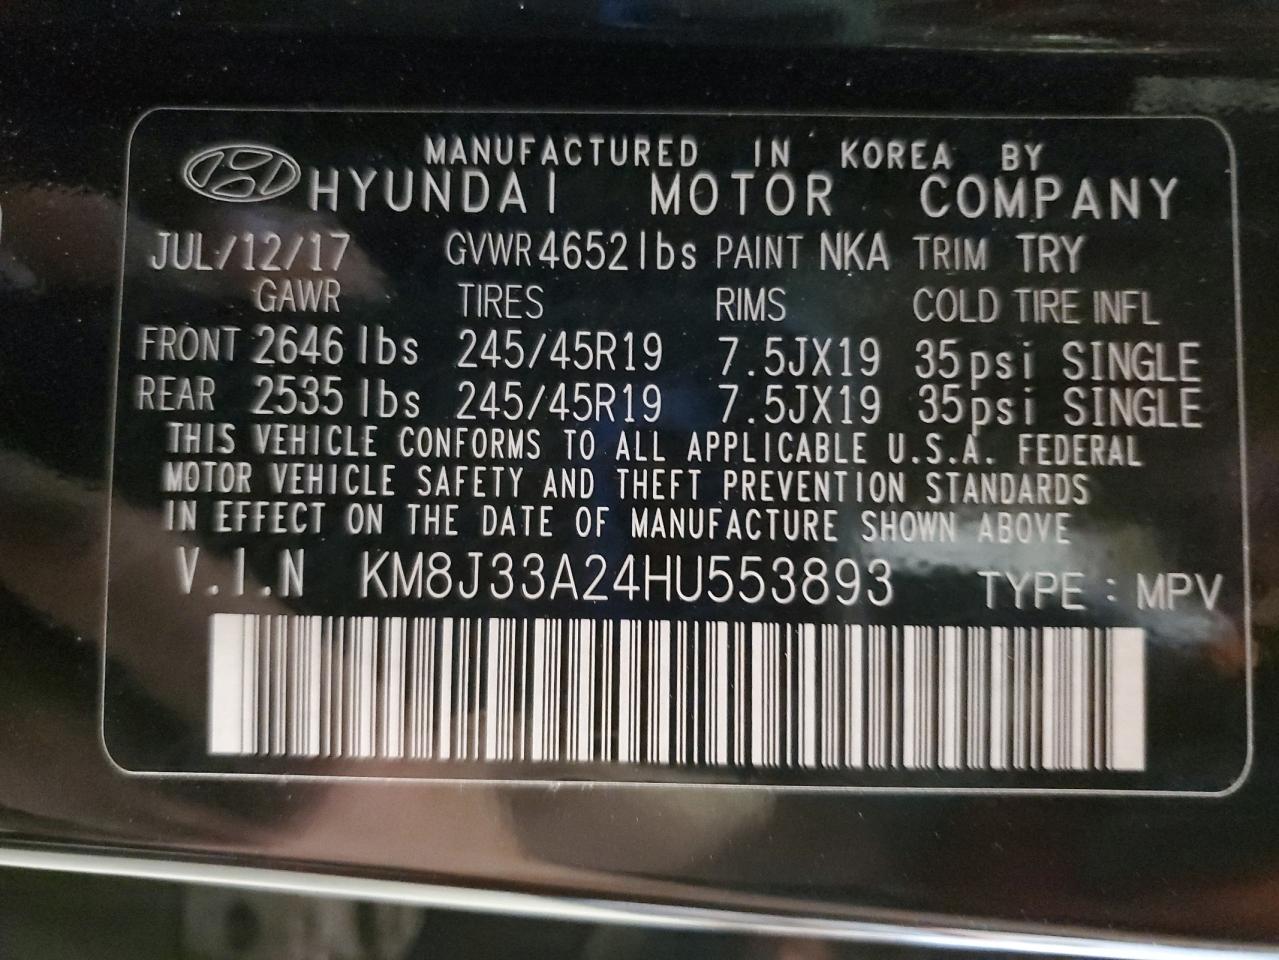 MANUFACTURED IN KOREA BY
HYUNDAI MOTOR COMPANY
JUL/12/17 GVWR 4652 lbs PAINT NKA TRIM TRY
GAWR TIRES RIMS COLD TIRE INFL
FRONT 2646 lbs 245/45R19 7.5JX19 35psi SINGLE
REAR 2535 lbs 245/45R19 7.5JX19 35psi SINGLE
THIS VEHICLE CONFORMS TO ALL APPLICABLE U.S.A. FEDERAL
MOTOR VEHICLE SAFETY AND THEFT PREVENTION STANDARDS
IN EFFECT ON THE DATE OF MANUFACTURE SHOWN ABOVE
V.I.N KM8J33A24HU553893 TYPE : MPV